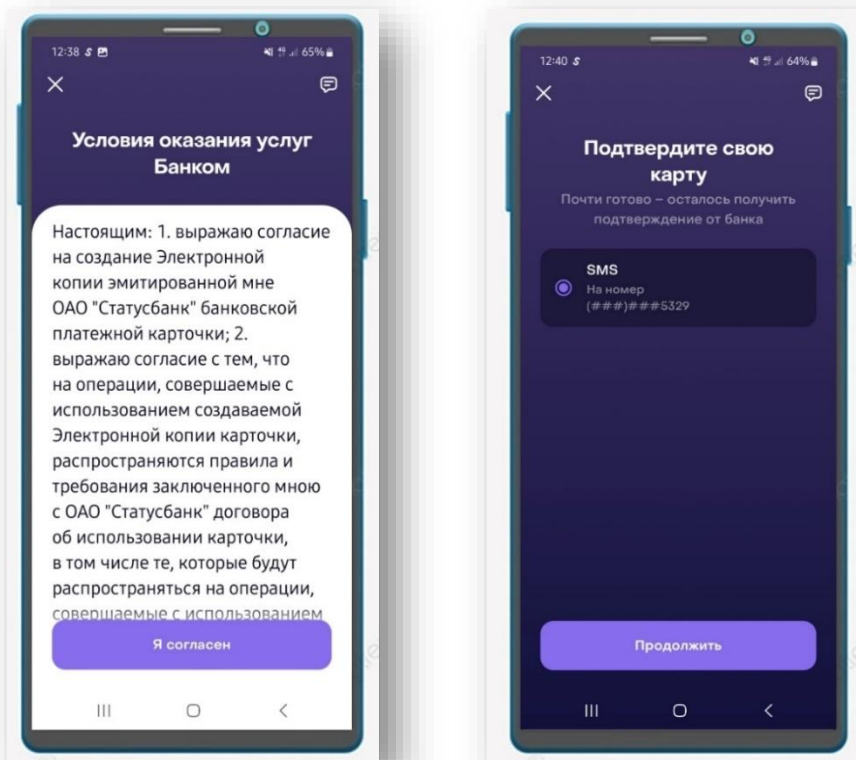 12:38 S
65%
Условия оказания услуг
Банком
Настоящим: 1. выражаю согласие
на создание Электронной
копии эмитированной мне
ОАО "Статусбанк" банковской
платежной карточки; 2.
выражаю согласие с тем, что
на операции, совершаемые с
использованием создаваемой
Электронной копии карточки,
распространяются правила и
требования заключенного мною
с ОАО "Статусбанк" договора
об использовании карточки,
в том числе те, которые будут
распространяться на операции,
совершаемые с использованием
Я согласен
12:40 S
64%
Подтвердите свою
карту
Почти готово – осталось получить
подтверждение от банка
SMS
На номер
(###)###5329
Продолжить